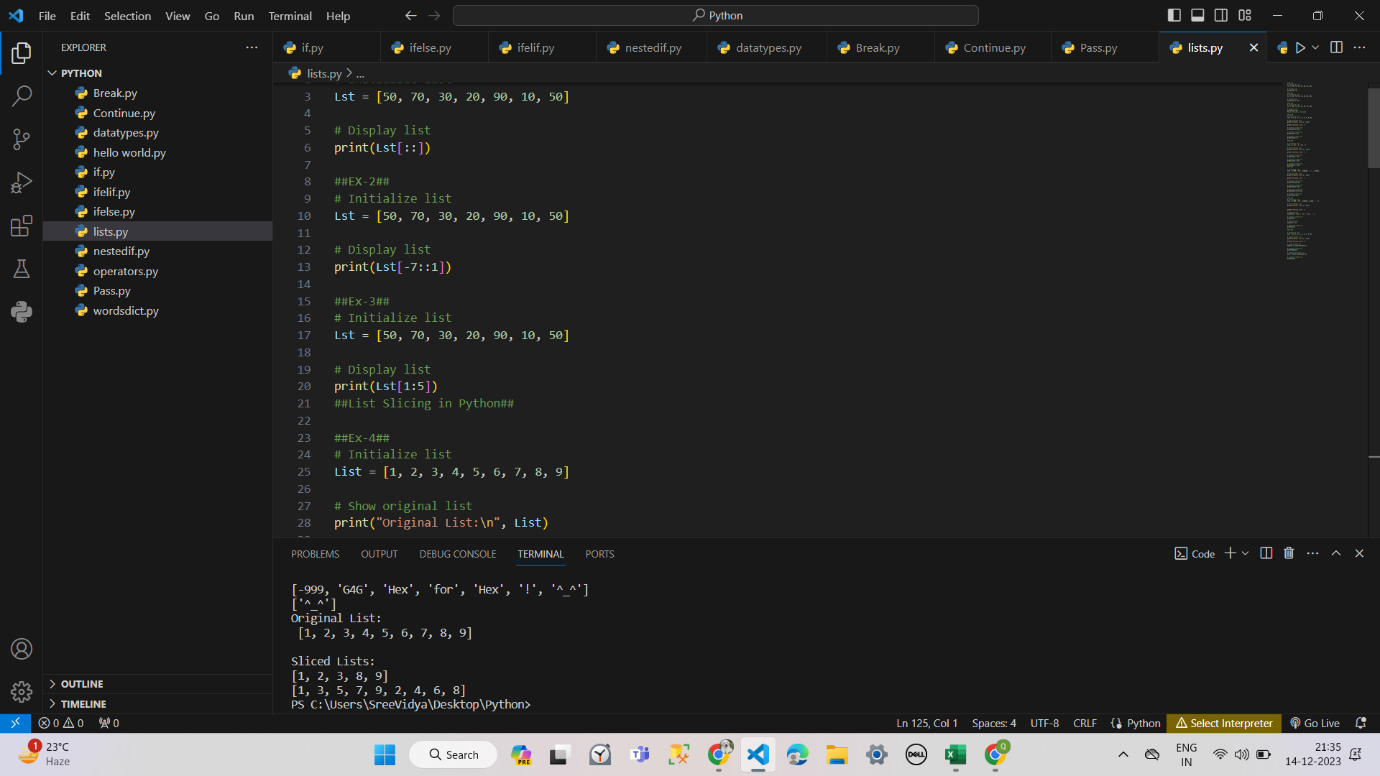 File Edit Selection View Go Run Terminal Help
Python
EXPLORER
if.py
ifelse.py
ifelif.py
nestedif.py
datatypes.py
Break.py
Continue.py
Pass.py
lists.py
PYTHON
Break.py
Continue.py
datatypes.py
hello world.py
if.py
ifelif.py
ifelse.py
lists.py
nestedif.py
operators.py
Pass.py
wordsdict.py
OUTLINE
TIMELINE
lists.py > ...
3 Lst = [50, 70, 30, 20, 90, 10, 50]
4
5 # Display list
6 print(Lst[::])
7
8 ##EX-2##
9 # Initialize list
10 Lst = [50, 70, 30, 20, 90, 10, 50]
11
12 # Display list
13 print(Lst[-7::1])
14
15 ##Ex-3##
16 # Initialize list
17 Lst = [50, 70, 30, 20, 90, 10, 50]
18
19 # Display list
20 print(Lst[1:5])
21 ##List Slicing in Python##
22
23 ##Ex-4##
24 # Initialize list
25 List = [1, 2, 3, 4, 5, 6, 7, 8, 9]
26
27 # Show original list
28 print("Original List:\n", List)
PROBLEMS OUTPUT DEBUG CONSOLE TERMINAL PORTS
Code
[-999, 'G4G', 'Hex', 'for', 'Hex', '!', '^_^']
['^_^']
Original List:
[1, 2, 3, 4, 5, 6, 7, 8, 9]
Sliced Lists:
[1, 2, 3, 8, 9]
[1, 3, 5, 7, 9, 2, 4, 6, 8]
PS C:\Users\SreeVidya\Desktop\Python>
0 0 0
Ln 125, Col 1 Spaces: 4 UTF-8 CRLF Python Select Interpreter Go Live
1
23°C
Haze
Search
PRE
DELL
Q
ENG
IN
21:35
14-12-2023